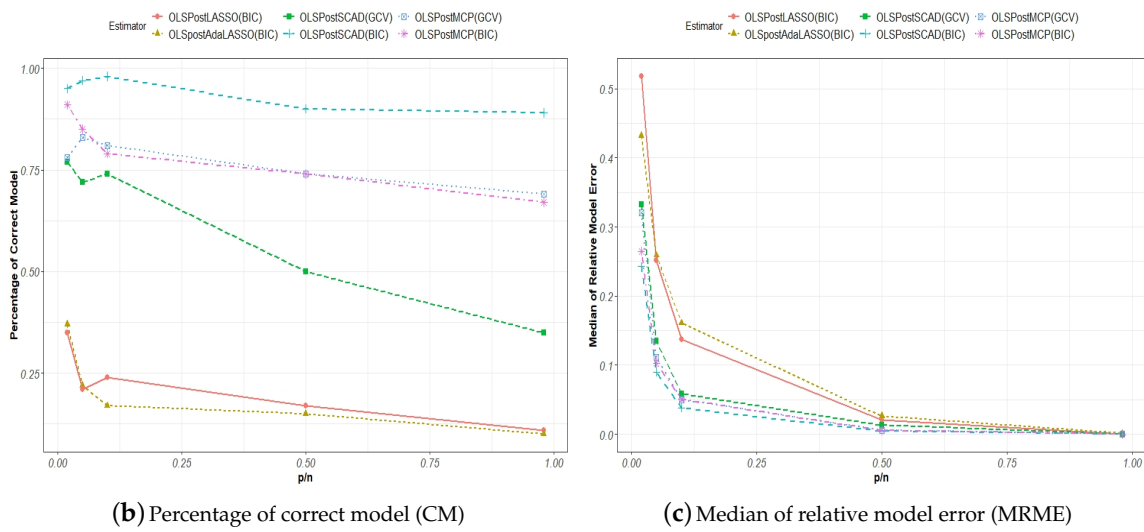 Estimator
OLSPostLASSO(BIC) OLSPostSCAD(GCV) OLSPostMCP(GCV)
OLSpostAdaLASSO(BIC) OLSPostSCAD(BIC) OLSPostMCP(BIC)
Percentage of Correct Model
1.00
0.75
0.50
0.25
0.00 0.25 0.50 0.75 1.00
p/n
(b) Percentage of correct model (CM)
Estimator
OLSPostLASSO(BIC) OLSPostSCAD(GCV) OLSPostMCP(GCV)
OLSpostAdaLASSO(BIC) OLSPostSCAD(BIC) OLSPostMCP(BIC)
Median of Relative Model Error
0.5
0.4
0.3
0.2
0.1
0.0
0.00 0.25 0.50 0.75 1.00
p/n
(c) Median of relative model error (MRME)